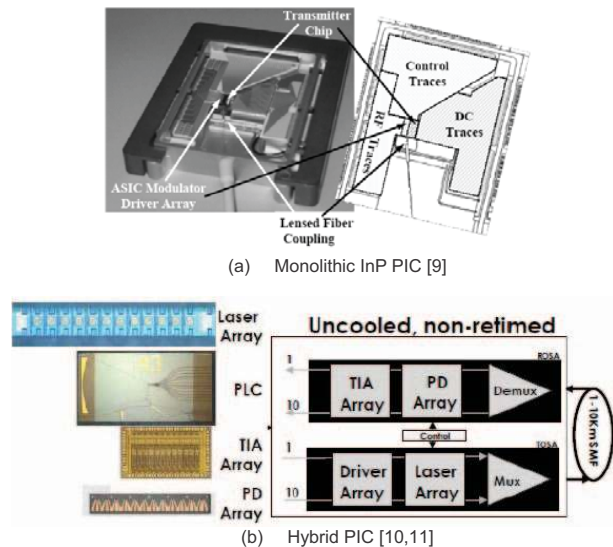 Transmitter
Chip
Control
Traces
DC
Traces
RF Traces
ASIC Modulator
Driver Array
Lensed Fiber
Coupling
(a) Monolithic InP PIC [9]
Laser
Array
PLC
TIA
Array
PD
Array
Uncooled, non-retimed
ROSA
1
10
TIA
Array
PD
Array
Demux
Control
TOSA
1
10
Driver
Array
Laser
Array
Mux
1-10Km SMF
(b) Hybrid PIC [10,11]